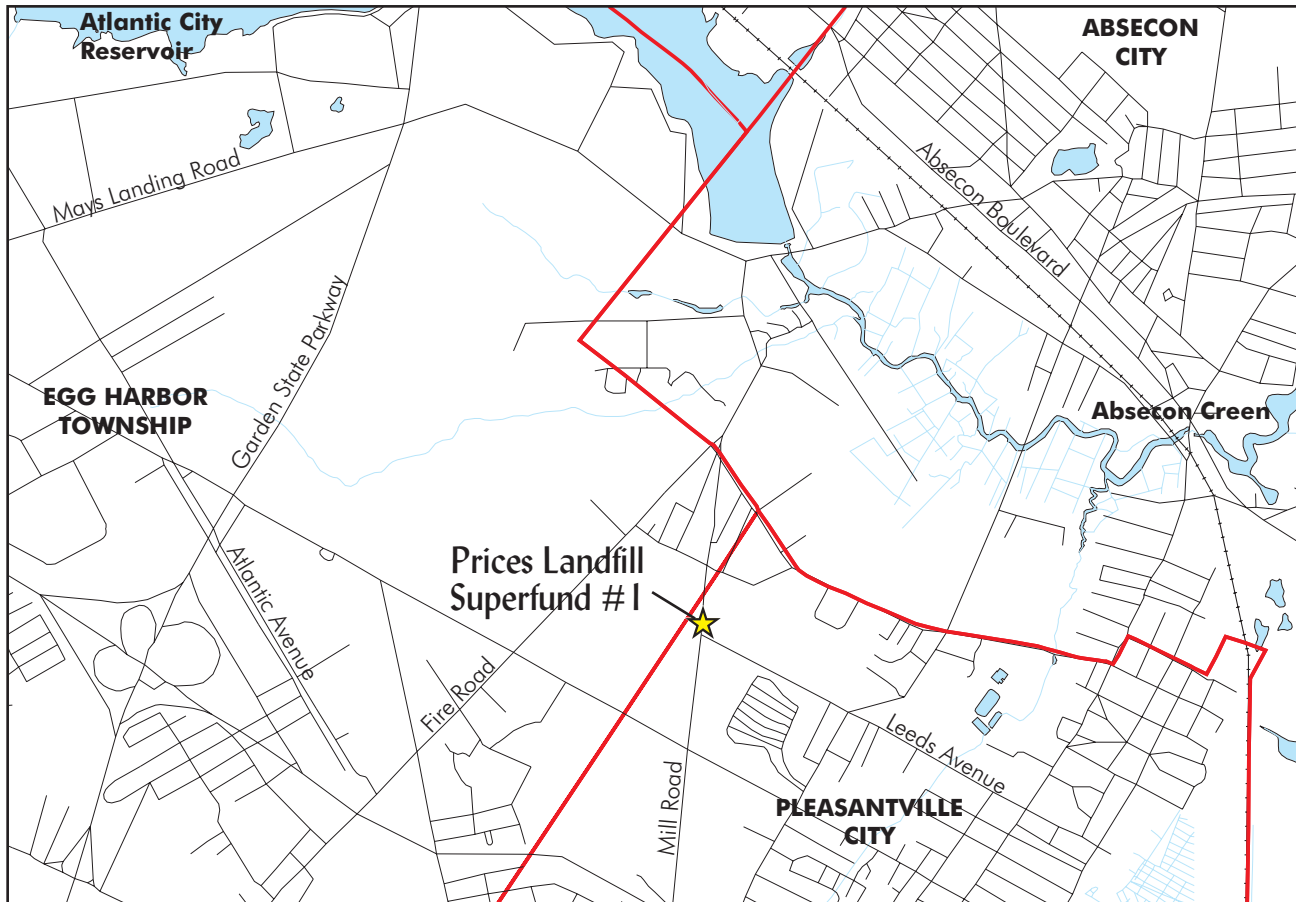 Atlantic City
Reservoir
ABSECON
CITY
Mays Landing Road
Absecon Boulevard
Garden State Parkway
EGG HARBOR
TOWNSHIP
Absecon Creen
Atlantic Avenue
Prices Landfill
Superfund #1
Fire Road
Leeds Avenue
Mill Road
PLEASANTVILLE
CITY